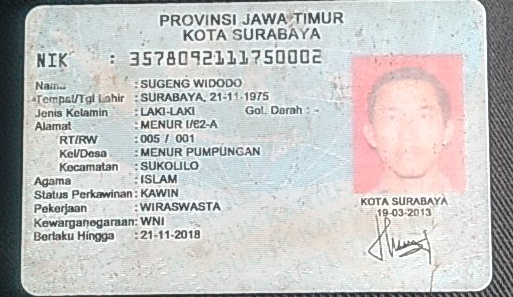 PROVINSI JAWA TIMUR
KOTA SURABAYA
NIK : 3578092111750002
Nama : SUGENG WIDODO
Tempat/Tgl Lahir : SURABAYA, 21-11-1975
Jenis Kelamin : LAKI-LAKI Gol. Darah : -
Alamat : MENUR I/62-A
RT/RW : 005 / 001
Kel/Desa : MENUR PUMPUNGAN
Kecamatan : SUKOLILO
Agama : ISLAM
Status Perkawinan : KAWIN
Pekerjaan : WIRASWASTA
Kewarganegaraan : WNI
Berlaku Hingga : 21-11-2018
KOTA SURABAYA
19-03-2013